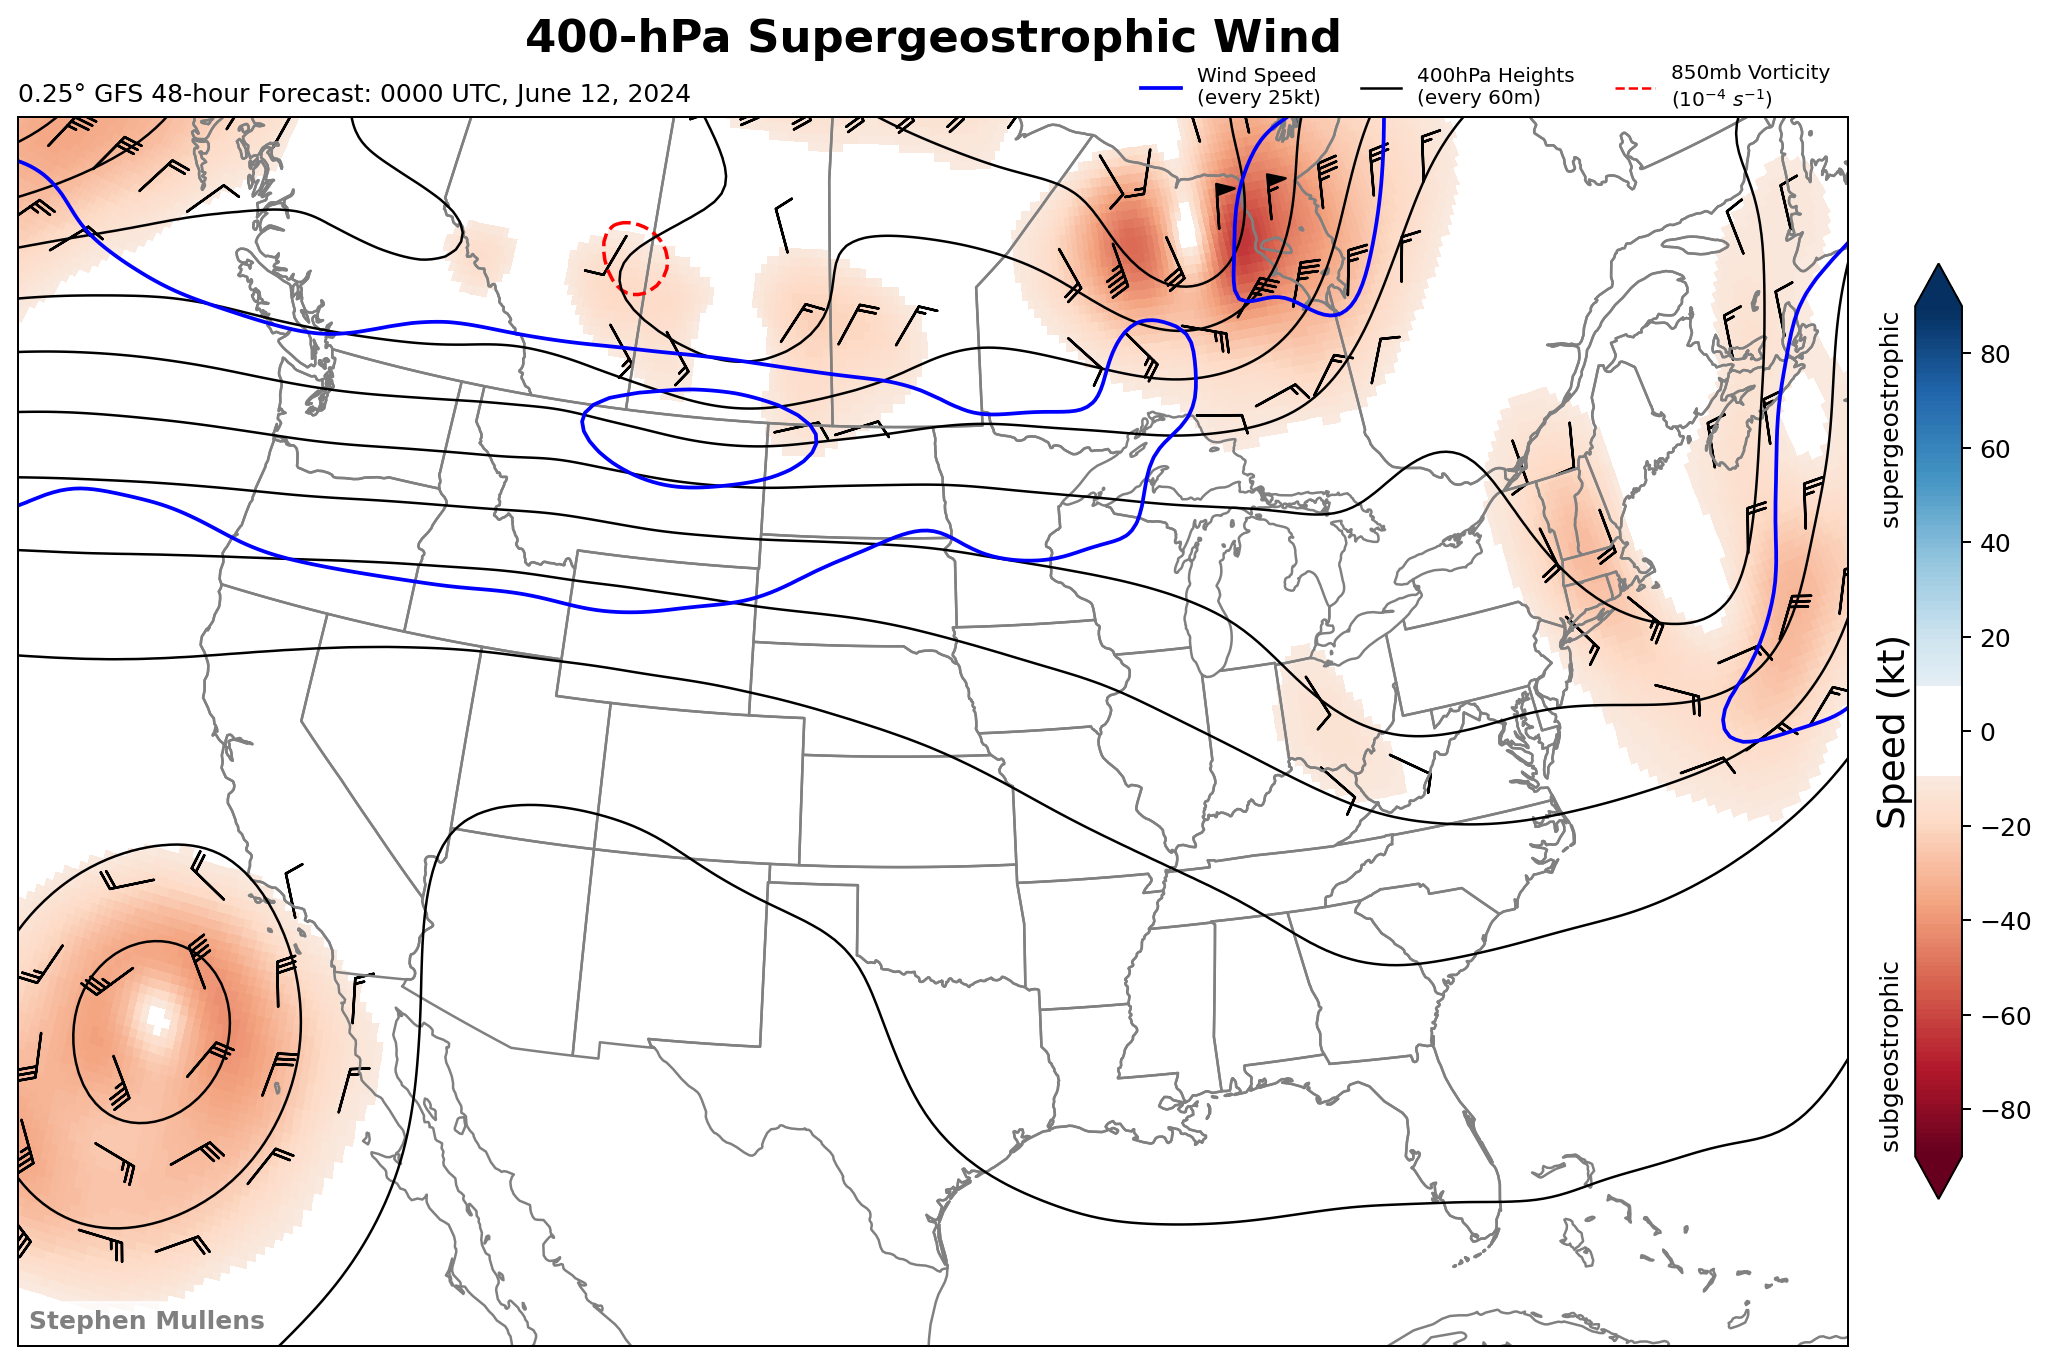 400-hPa Supergeostrophic Wind
0.25° GFS 48-hour Forecast: 0000 UTC, June 12, 2024
Wind Speed
(every 25kt)
400hPa Heights
(every 60m)
850mb Vorticity
(10⁻⁴ s⁻¹)
supergeostrophic
Speed (kt)
subgeostrophic
80
60
40
20
0
−20
−40
−60
−80
Stephen Mullens